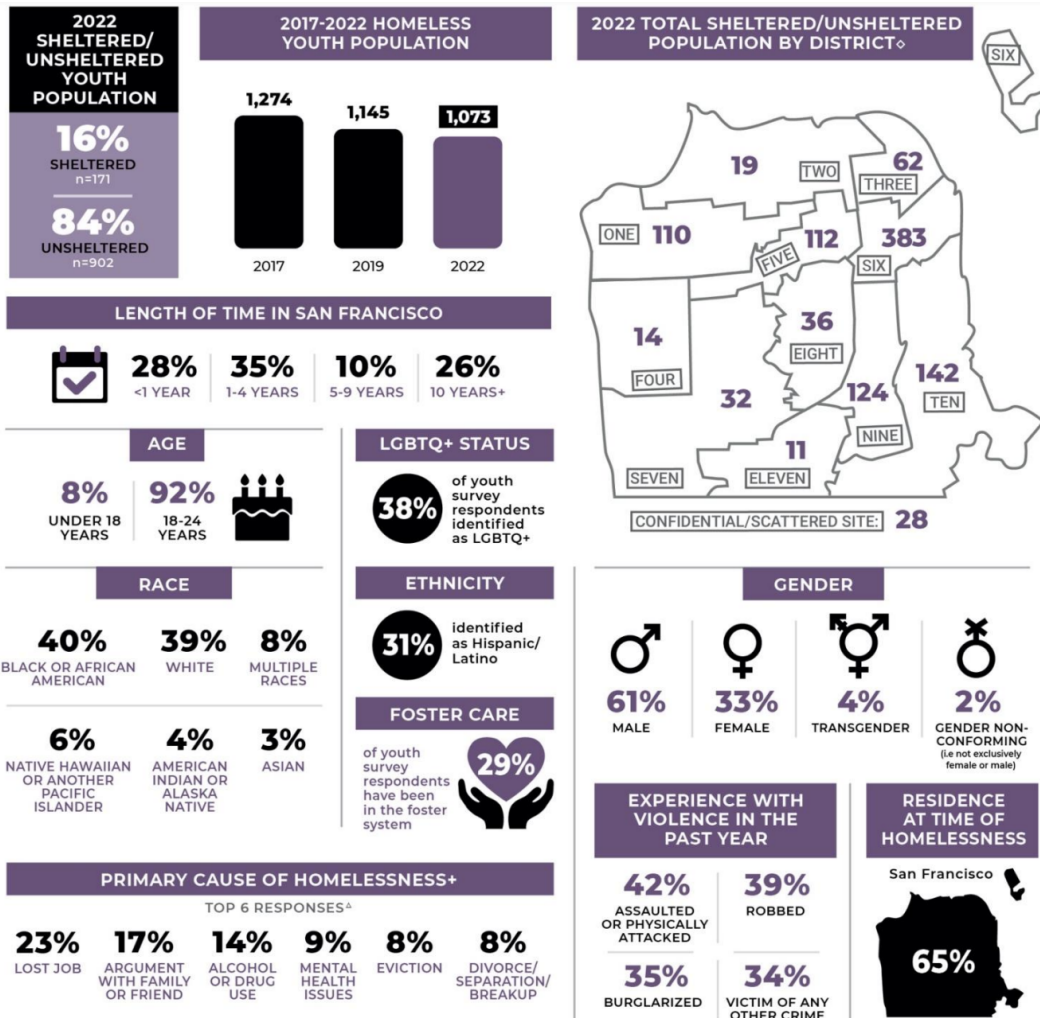 2022
SHELTERED/
UNSHELTERED
YOUTH
POPULATION
16%
SHELTERED
n=171
84%
UNSHELTERED
n=902
2017-2022 HOMELESS
YOUTH POPULATION
1,274
1,145
1,073
2017
2019
2022
2022 TOTAL SHELTERED/UNSHELTERED
POPULATION BY DISTRICT◇
SIX
19
TWO
62
THREE
ONE
110
FIVE
112
383
SIX
14
FOUR
36
EIGHT
32
124
NINE
142
TEN
SEVEN
11
ELEVEN
CONFIDENTIAL/SCATTERED SITE: 28
LENGTH OF TIME IN SAN FRANCISCO
28%
<1 YEAR
35%
1-4 YEARS
10%
5-9 YEARS
26%
10 YEARS+
AGE
8%
UNDER 18
YEARS
92%
18-24
YEARS
LGBTQ+ STATUS
38%
of youth
survey
respondents
identified
as LGBTQ+
RACE
40%
BLACK OR AFRICAN
AMERICAN
39%
WHITE
8%
MULTIPLE
RACES
6%
NATIVE HAWAIIAN
OR ANOTHER
PACIFIC
ISLANDER
4%
AMERICAN
INDIAN OR
ALASKA
NATIVE
3%
ASIAN
ETHNICITY
31%
identified
as Hispanic/
Latino
FOSTER CARE
of youth
survey
respondents
have been
in the foster
system
29%
GENDER
61%
MALE
33%
FEMALE
4%
TRANSGENDER
2%
GENDER NON-
CONFORMING
(i.e not exclusively
female or male)
PRIMARY CAUSE OF HOMELESSNESS+
TOP 6 RESPONSES△
23%
LOST JOB
17%
ARGUMENT
WITH FAMILY
OR FRIEND
14%
ALCOHOL
OR DRUG
USE
9%
MENTAL
HEALTH
ISSUES
8%
EVICTION
8%
DIVORCE/
SEPARATION/
BREAKUP
EXPERIENCE WITH
VIOLENCE IN THE
PAST YEAR
42%
ASSAULTED
OR PHYSICALLY
ATTACKED
39%
ROBBED
35%
BURGLARIZED
34%
VICTIM OF ANY
OTHER CRIME
RESIDENCE
AT TIME OF
HOMELESSNESS
San Francisco
65%